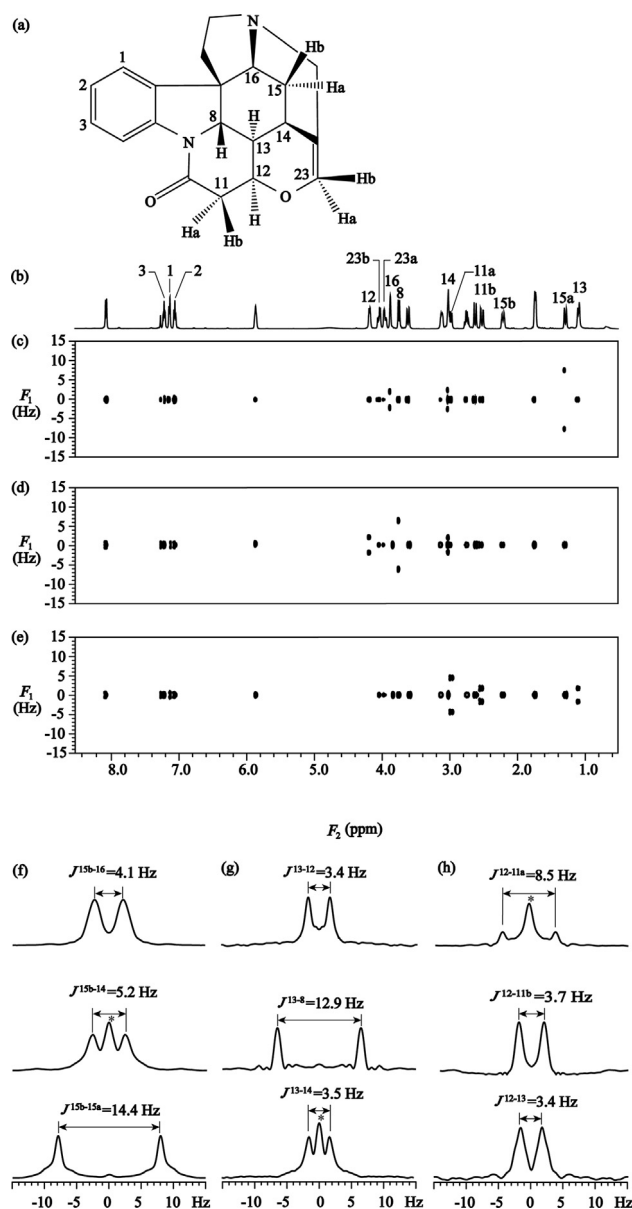 (a)
N
Hb
1
16
15
2
Ha
3
8
H
14
N
H
13
12
23
Hb
11
O
O
H
Ha
Ha
Hb
(b)
23b 23a
3 1 2
16
14 11a
12 8 11b 15b 15a 13
(c)
15
10
5
F1 0
(Hz) -5
-10
-15
(d)
15
10
5
F1 0
(Hz) -5
-10
-15
(e)
15
10
5
F1 0
(Hz) -5
-10
-15
8.0 7.0 6.0 5.0 4.0 3.0 2.0 1.0
F2 (ppm)
(f) (g) (h)
J15b-16=4.1 Hz J13-12=3.4 Hz J12-11a=8.5 Hz
*
J15b-14=5.2 Hz J13-8=12.9 Hz J12-11b=3.7 Hz
*
J15b-15a=14.4 Hz J13-14=3.5 Hz J12-13=3.4 Hz
*
-10 -5 0 5 10 Hz -10 -5 0 5 10 Hz -10 -5 0 5 10 Hz